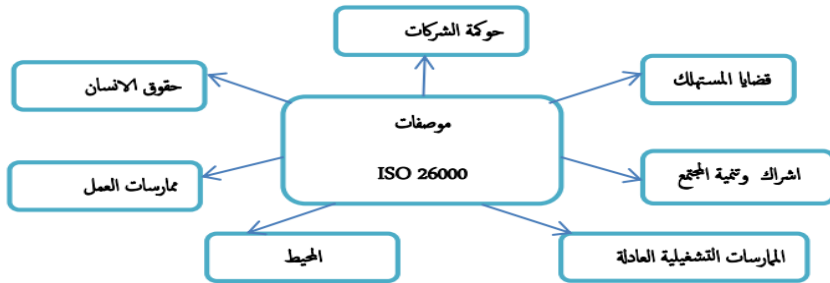 حوكمة الشركات
قضايا المستهلك
حقوق الانسان
موصفات
ISO 26000
اشراك وتنمية المجتمع
ممارسات العمل
الممارسات التشغيلية العادلة
المحيط